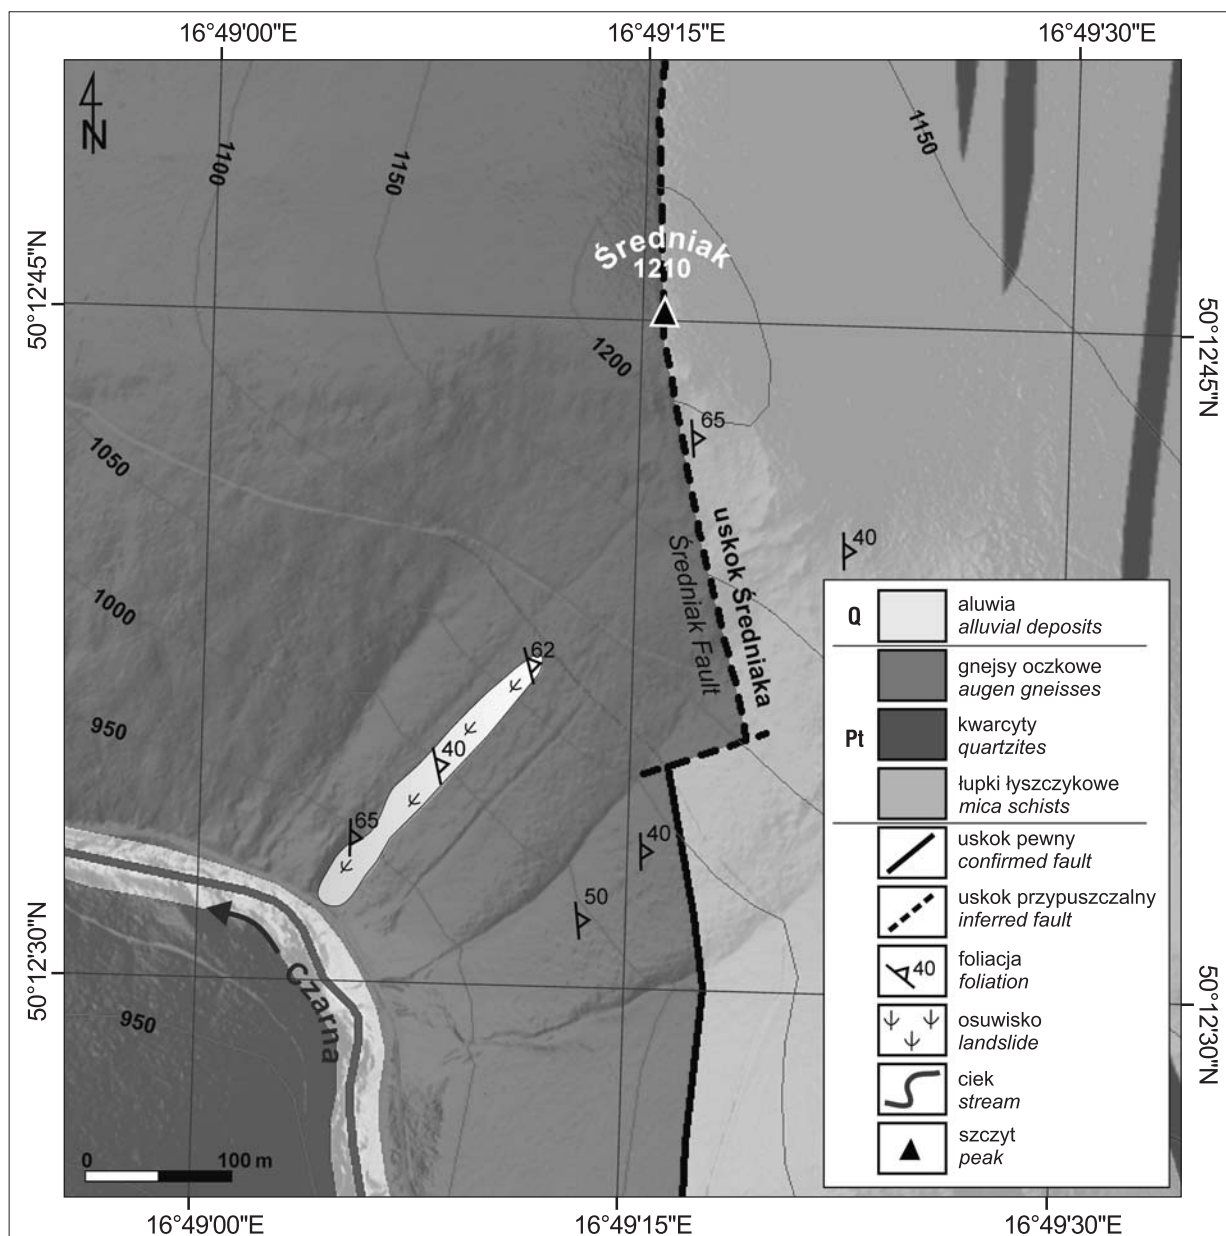 16°49'00"E
16°49'15"E
16°49'30"E
N
1100
1150
1150
Średniak
1210
50°12'45"N
50°12'45"N
1200
65
1050
40
uskok Średniaka
Średniak Fault
1000
62
950
40
65
40
50
50°12'30"N
50°12'30"N
Czarna
950
0
100 m
Q
aluwia
alluvial deposits
Pt
gnejsy oczkowe
augen gneisses
kwarcyty
quartzites
łupki łyszczykowe
mica schists
uskok pewny
confirmed fault
uskok przypuszczalny
inferred fault
40
foliacja
foliation
osuwisko
landslide
ciek
stream
szczyt
peak
16°49'00"E
16°49'15"E
16°49'30"E